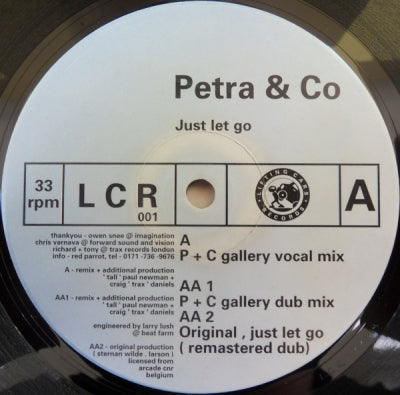 Petra & Co
Just let go
33
rpm
LCR
001
LISTING CARS
RECORDS
A
thankyou - owen snee @ imagination
chris varnava @ forward sound and vision
richard + tony @ trax records london
info - red parrot, tel - 0171 -736 -9676
A - remix + additional production
' tall ' paul newman +
craig ' trax ' daniels
AA1 - remix + additional production
' tall ' paul newman +
craig ' trax ' daniels
engineered by larry lush
@ beat farm
AA2 - original production
( sternan wilde . larson )
licensed from
arcade cnr
belgium
A
P + C gallery vocal mix
AA 1
P + C gallery dub mix
AA 2
Original , just let go
( remastered dub)